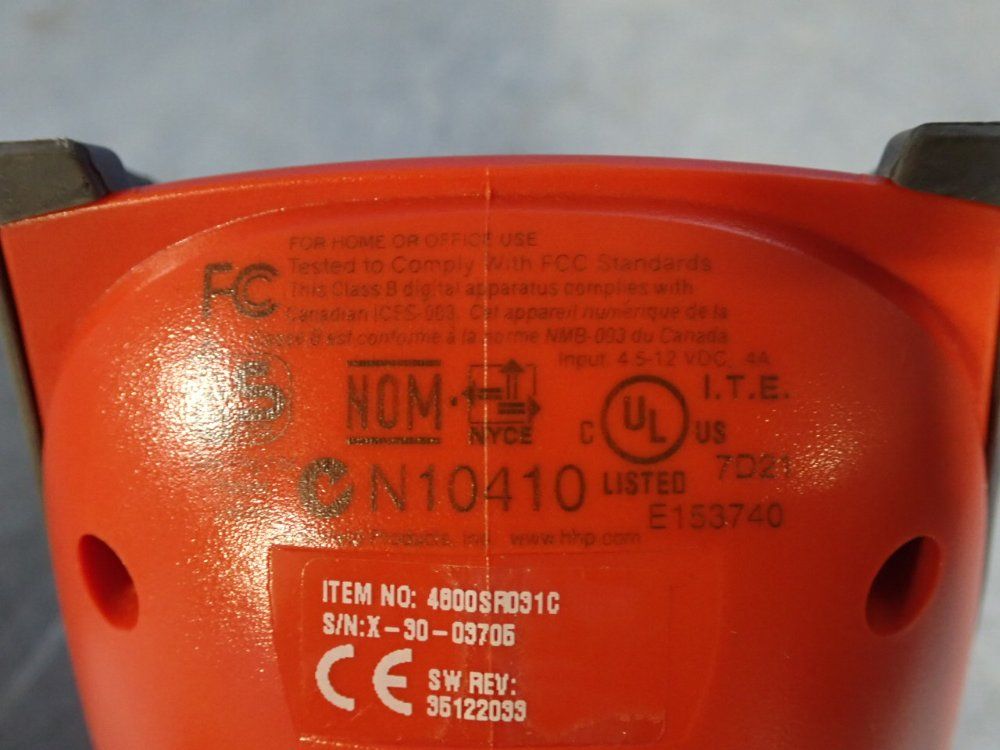 FOR HOME OR OFFICE USE
Tested to Comply With FCC Standards
FC
This Class B digital apparatus complies with
Canadian ICES-003. Cet appareil numérique de la
B est conforme à la norme NMB-003 du Canada
Input: 4.5-12 VDC, .4A
NOM
NYCE
C UL US
I.T.E.
LISTED
7D21
N10410
E153740
Products, Inc. www.hhp.com
ITEM NO: 4600SR031C
S/N:X-30-03705
CE
SW REV:
35122033